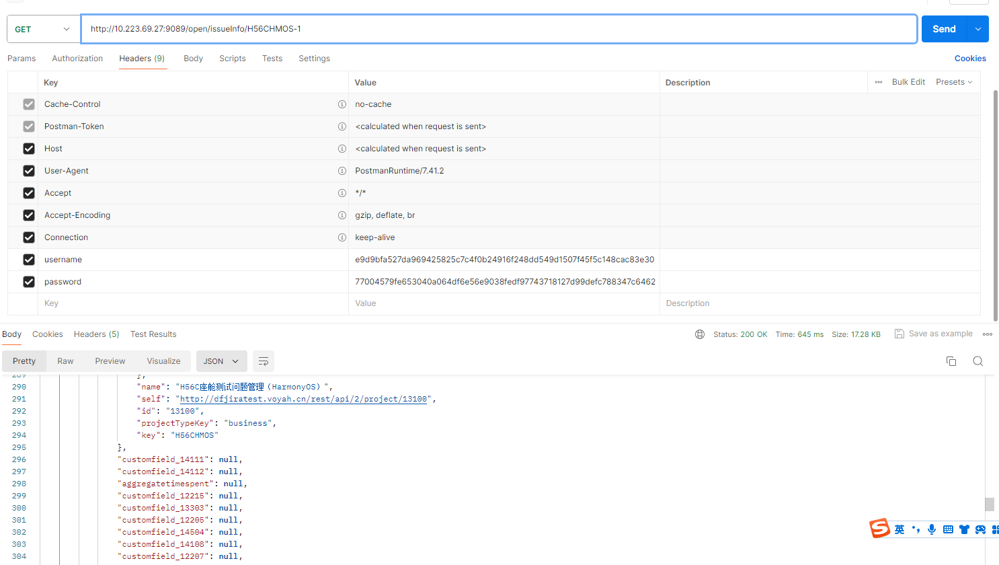 GET http://10.223.69.27:9089/open/issueInfo/H56CHMOS-1 Send
Params Authorization Headers (9) Body Scripts Tests Settings Cookies
Key Value Description Bulk Edit Presets
Cache-Control no-cache
Postman-Token <calculated when request is sent>
Host <calculated when request is sent>
User-Agent PostmanRuntime/7.41.2
Accept */*
Accept-Encoding gzip, deflate, br
Connection keep-alive
username e9d9bfa527da969425825c7c4f0b24916f248dd549d1507f45f5c148cac83e30
password 77004579fe653040a064df6e56e9038fedf97743718127d99defc788347c6462
Key Value Description
Body Cookies Headers (5) Test Results Status: 200 OK Time: 645 ms Size: 17.28 KB Save as example
Pretty Raw Preview Visualize JSON
289 },
290 "name": "H56C座舱测试问题管理（HarmonyOS）",
291 "self": "http://dfjiratest.voyah.cn/rest/api/2/project/13100",
292 "id": "13100",
293 "projectTypeKey": "business",
294 "key": "H56CHMOS"
295 },
296 "customfield_14111": null,
297 "customfield_14112": null,
298 "aggregatetimespent": null,
299 "customfield_12215": null,
300 "customfield_13303": null,
301 "customfield_12205": null,
302 "customfield_14504": null,
303 "customfield_14108": null,
304 "customfield_12207": null,
S 英